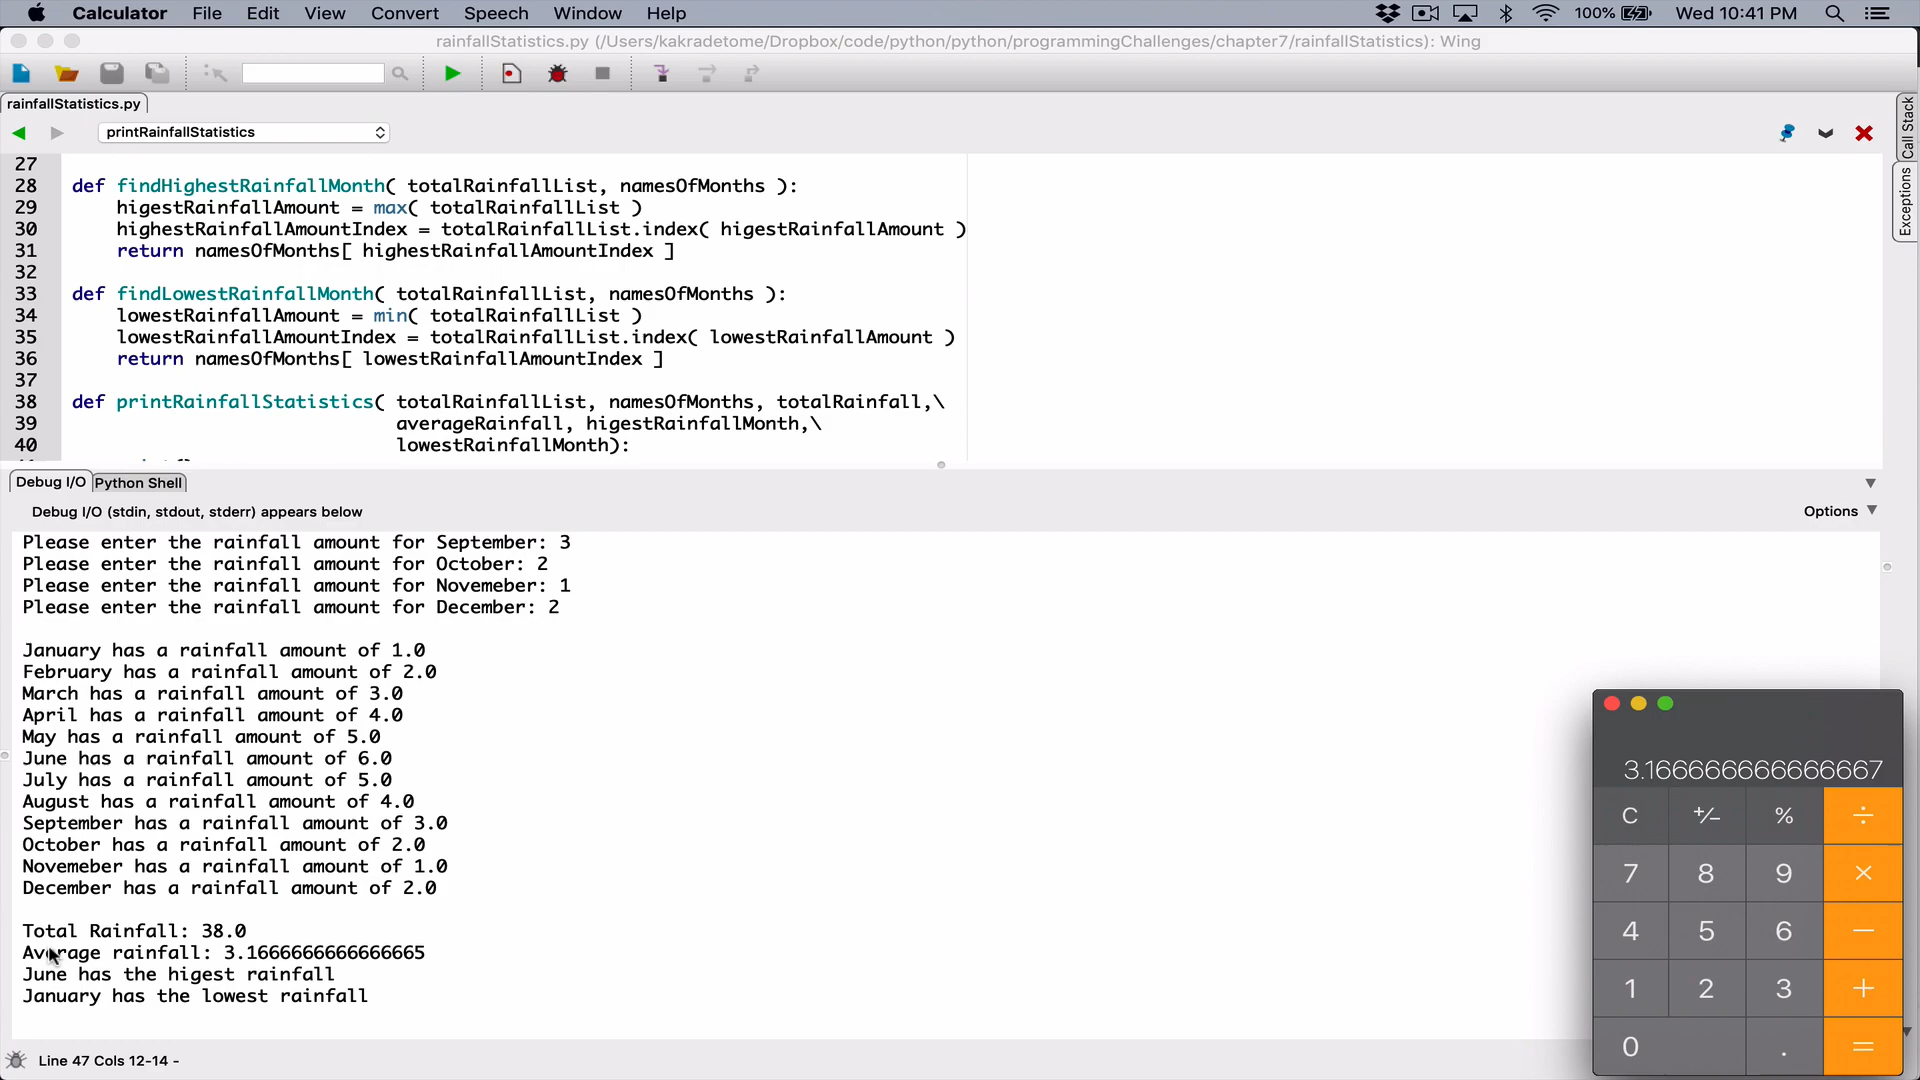 Calculator File Edit View Convert Speech Window Help 100% Wed 10:41 PM
rainfallStatistics.py (/Users/kakradetome/Dropbox/code/python/python/programmingChallenges/chapter7/rainfallStatistics): Wing
rainfallStatistics.py
printRainfallStatistics
Call Stack
Exceptions
27
28 def findHighestRainfallMonth( totalRainfallList, namesOfMonths ):
29 higestRainfallAmount = max( totalRainfallList )
30 highestRainfallAmountIndex = totalRainfallList.index( higestRainfallAmount )
31 return namesOfMonths[ highestRainfallAmountIndex ]
32
33 def findLowestRainfallMonth( totalRainfallList, namesOfMonths ):
34 lowestRainfallAmount = min( totalRainfallList )
35 lowestRainfallAmountIndex = totalRainfallList.index( lowestRainfallAmount )
36 return namesOfMonths[ lowestRainfallAmountIndex ]
37
38 def printRainfallStatistics( totalRainfallList, namesOfMonths, totalRainfall,\
39 averageRainfall, higestRainfallMonth,\
40 lowestRainfallMonth):
Debug I/O Python Shell
Debug I/O (stdin, stdout, stderr) appears below Options
Please enter the rainfall amount for September: 3
Please enter the rainfall amount for October: 2
Please enter the rainfall amount for Novemeber: 1
Please enter the rainfall amount for December: 2
January has a rainfall amount of 1.0
February has a rainfall amount of 2.0
March has a rainfall amount of 3.0
April has a rainfall amount of 4.0
May has a rainfall amount of 5.0
June has a rainfall amount of 6.0
July has a rainfall amount of 5.0
August has a rainfall amount of 4.0
September has a rainfall amount of 3.0
October has a rainfall amount of 2.0
Novemeber has a rainfall amount of 1.0
December has a rainfall amount of 2.0
Total Rainfall: 38.0
Average rainfall: 3.1666666666666665
June has the higest rainfall
January has the lowest rainfall
Line 47 Cols 12-14 -
3.166666666666667
C +/− % ÷
7 8 9 ×
4 5 6 −
1 2 3 +
0 . =